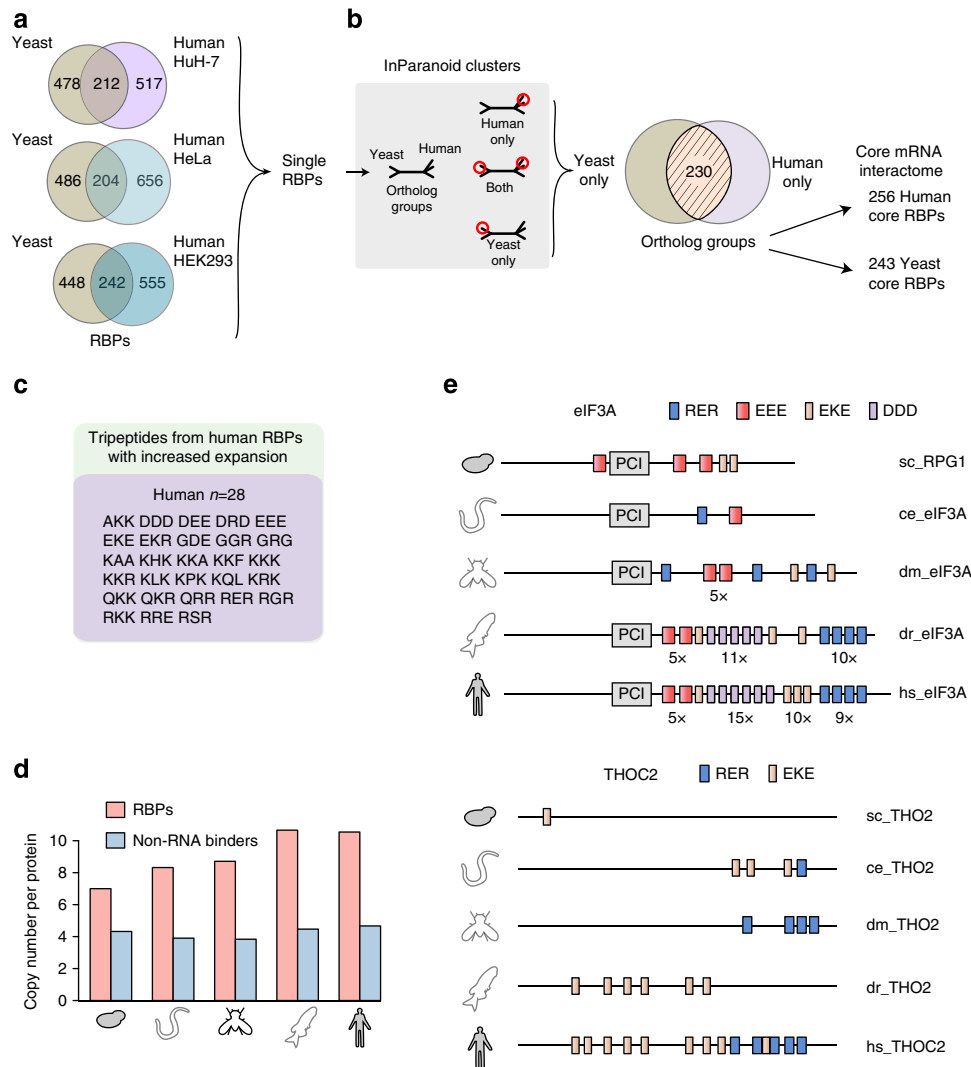 a
Yeast
Human
HuH-7
478 212 517
Yeast
Human
HeLa
486 204 656
Yeast
Human
HEK293
448 242 555
RBPs
Single
RBPs
b
InParanoid clusters
Yeast
Human
Ortholog
groups
Human
only
Both
Yeast
only
Yeast
only
230
Human
only
Ortholog groups
Core mRNA
interactome
256 Human
core RBPs
243 Yeast
core RBPs
c
Tripeptides from human RBPs
with increased expansion
Human n=28
AKK DDD DEE DRD EEE
EKE EKR GDE GGR GRG
KAA KHK KKA KKF KKK
KKR KLK KPK KQL KRK
QKK QKR QRR RER RGR
RKK RRE RSR
d
RBPs
Non-RNA binders
Copy number per protein
10
8
6
4
2
0
e
eIF3A RER EEE EKE DDD
PCI sc_RPG1
PCI ce_eIF3A
PCI dm_eIF3A
5×
PCI dr_eIF3A
5× 11× 10×
PCI hs_eIF3A
5× 15× 10× 9×
THOC2 RER EKE
sc_THO2
ce_THO2
dm_THO2
dr_THO2
hs_THOC2